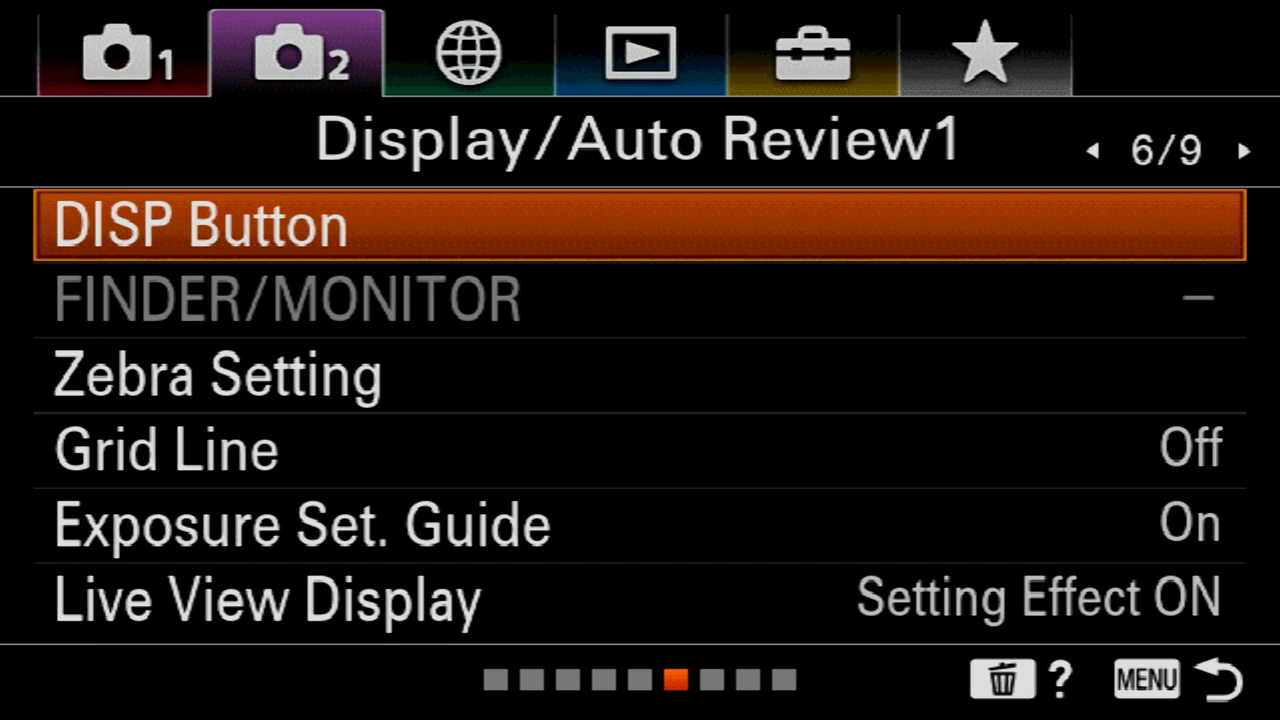 1
2
Display/Auto Review1
6/9
DISP Button
FINDER/MONITOR –
Zebra Setting
Grid Line Off
Exposure Set. Guide On
Live View Display Setting Effect ON
? MENU